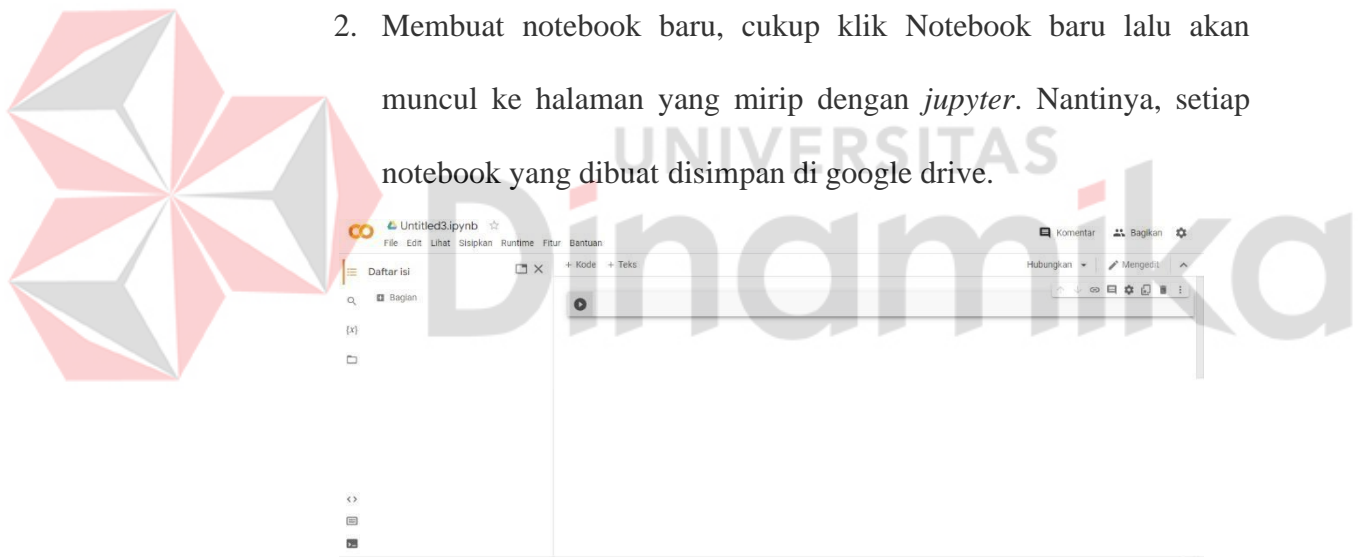 2. Membuat notebook baru, cukup klik Notebook baru lalu akan
muncul ke halaman yang mirip dengan jupyter. Nantinya, setiap
UNIVERSITAS
notebook yang dibuat disimpan di google drive.
Dinamika
CO Untitled3.ipynb
File Edit Lihat Sisipkan Runtime Fitur Bantuan
Komentar Bagikan
Daftar isi
+ Kode + Teks
Hubungkan Mengedit
Bagian
{x}
<>